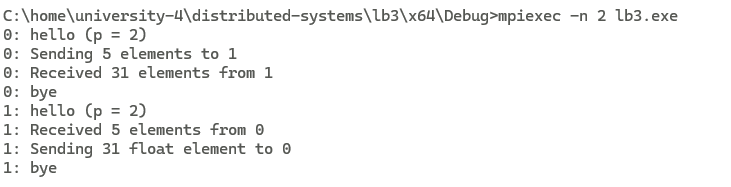 C:\home\university-4\distributed-systems\lb3\x64\Debug>mpiexec -n 2 lb3.exe
0: hello (p = 2)
0: Sending 5 elements to 1
0: Received 31 elements from 1
0: bye
1: hello (p = 2)
1: Received 5 elements from 0
1: Sending 31 float element to 0
1: bye